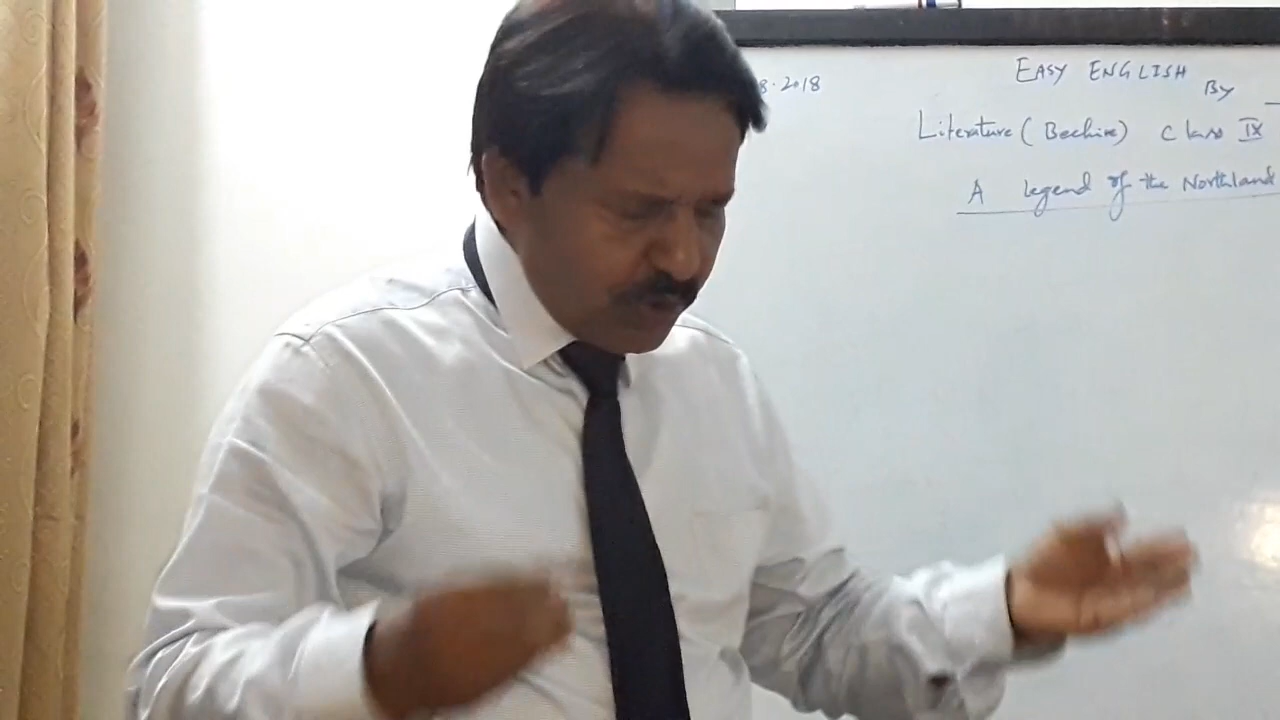 8.2018
EASY ENGLISH
By
Literature (Beehive) Class IX
A legend of the Northland